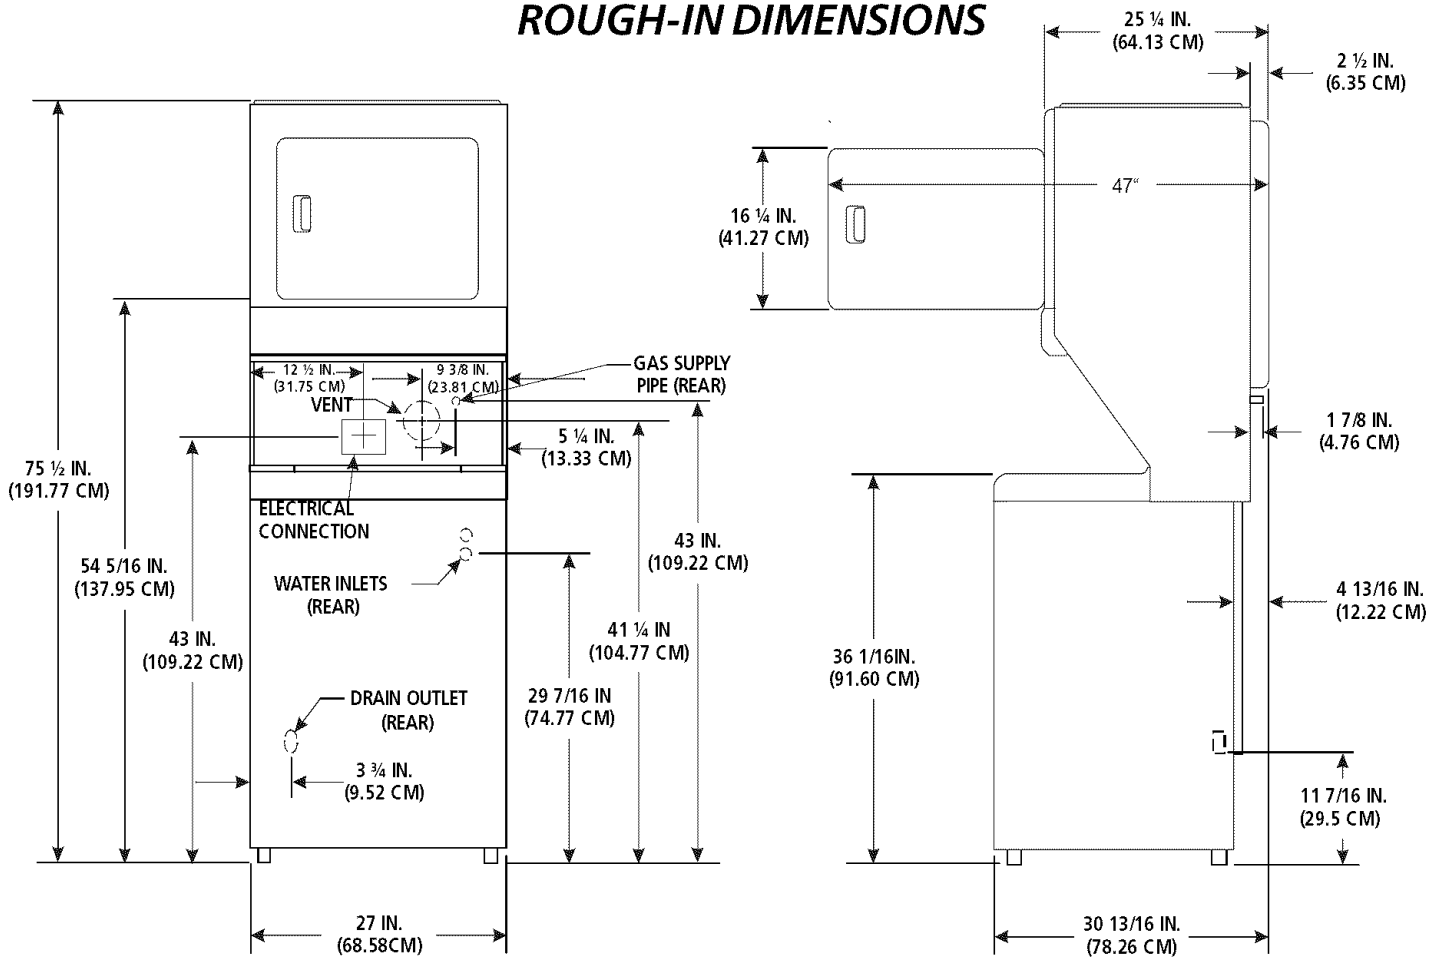 ROUGH-IN DIMENSIONS
25 ¼ IN.
(64.13 CM)
2 ½ IN.
(6.35 CM)
47"
16 ¼ IN.
(41.27 CM)
12 ½ IN.
(31.75 CM)
9 3/8 IN.
(23.81 CM)
GAS SUPPLY
PIPE (REAR)
VENT
5 ¼ IN.
(13.33 CM)
1 7/8 IN.
(4.76 CM)
75 ½ IN.
(191.77 CM)
ELECTRICAL
CONNECTION
43 IN.
(109.22 CM)
54 5/16 IN.
(137.95 CM)
WATER INLETS
(REAR)
4 13/16 IN.
(12.22 CM)
43 IN.
(109.22 CM)
41 ¼ IN
(104.77 CM)
36 1/16IN.
(91.60 CM)
29 7/16 IN
(74.77 CM)
DRAIN OUTLET
(REAR)
3 ¾ IN.
(9.52 CM)
11 7/16 IN.
(29.5 CM)
27 IN.
(68.58CM)
30 13/16 IN.
(78.26 CM)